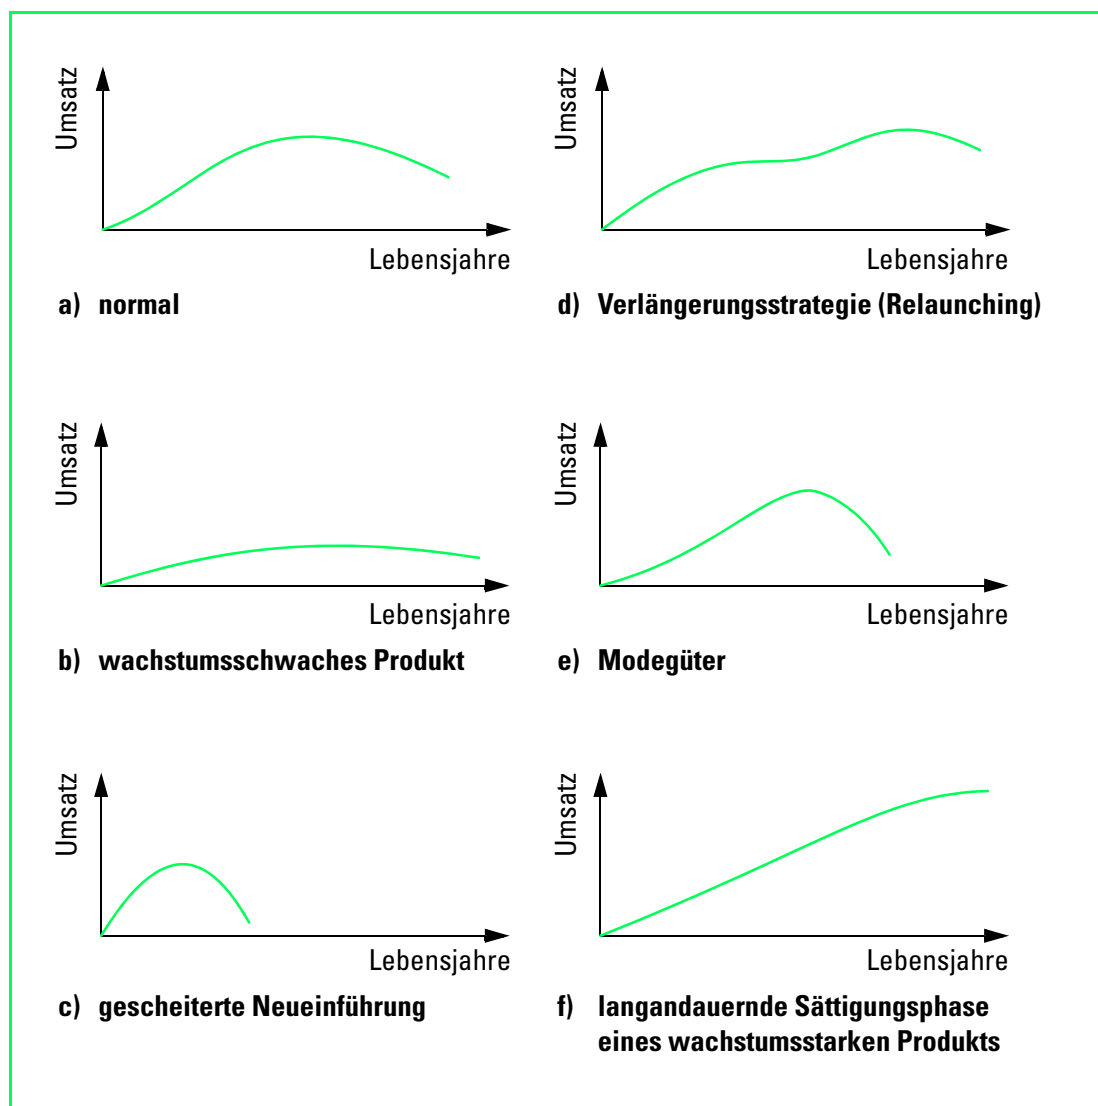 Umsatz
Lebensjahre
a) normal
Umsatz
Lebensjahre
d) Verlängerungsstrategie (Relaunching)
Umsatz
Lebensjahre
b) wachstumsschwaches Produkt
Umsatz
Lebensjahre
e) Modegüter
Umsatz
Lebensjahre
c) gescheiterte Neueinführung
Umsatz
Lebensjahre
f) langandauernde Sättigungsphase
eines wachstumsstarken Produkts